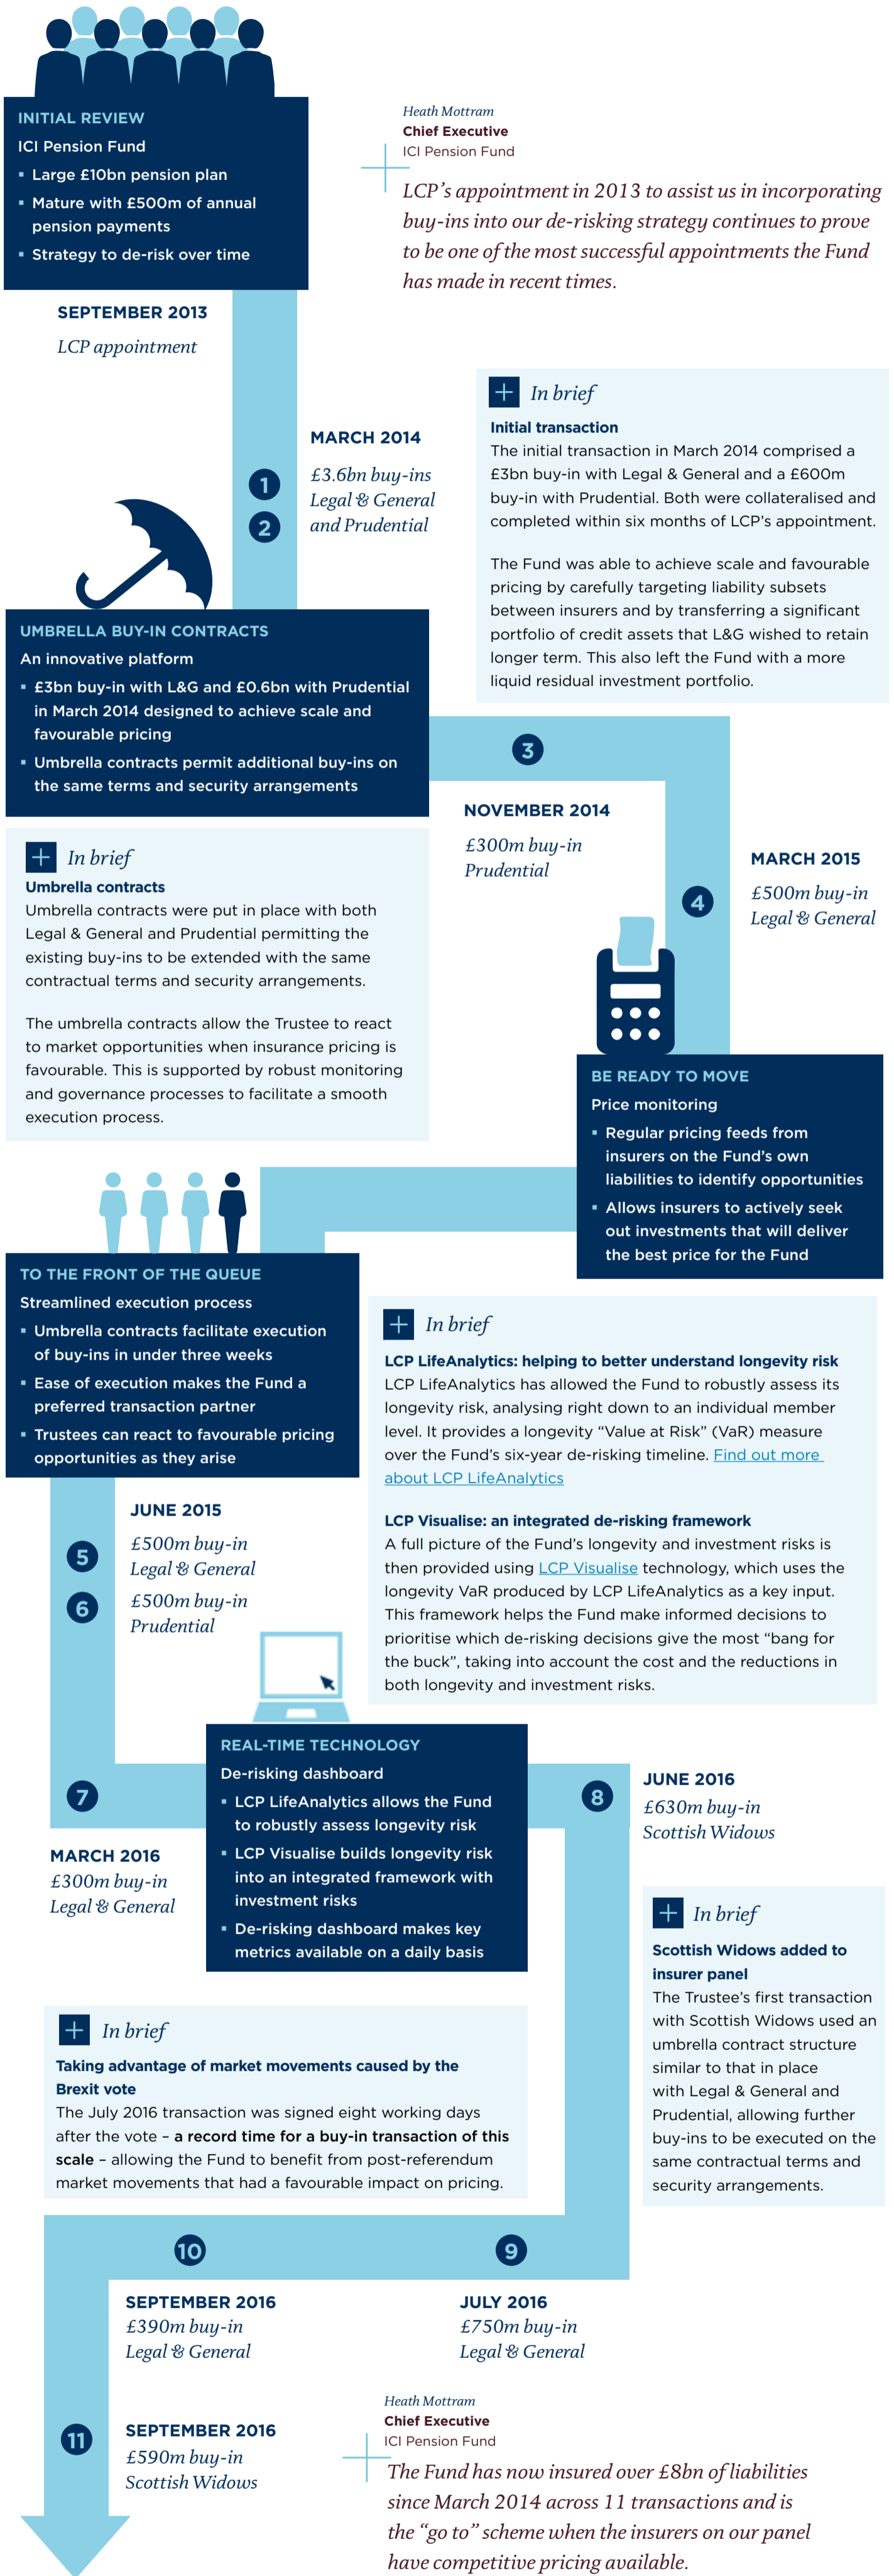 INITIAL REVIEW
ICI Pension Fund
▪ Large £10bn pension plan
▪ Mature with £500m of annual
pension payments
▪ Strategy to de-risk over time
Heath Mottram
Chief Executive
ICI Pension Fund
LCP's appointment in 2013 to assist us in incorporating
buy-ins into our de-risking strategy continues to prove
to be one of the most successful appointments the Fund
has made in recent times.
SEPTEMBER 2013
LCP appointment
MARCH 2014
£3.6bn buy-ins
Legal & General
and Prudential
1
2
In brief
Initial transaction
The initial transaction in March 2014 comprised a
£3bn buy-in with Legal & General and a £600m
buy-in with Prudential. Both were collateralised and
completed within six months of LCP's appointment.
The Fund was able to achieve scale and favourable
pricing by carefully targeting liability subsets
between insurers and by transferring a significant
portfolio of credit assets that L&G wished to retain
longer term. This also left the Fund with a more
liquid residual investment portfolio.
UMBRELLA BUY-IN CONTRACTS
An innovative platform
▪ £3bn buy-in with L&G and £0.6bn with Prudential
in March 2014 designed to achieve scale and
favourable pricing
▪ Umbrella contracts permit additional buy-ins on
the same terms and security arrangements
3
NOVEMBER 2014
£300m buy-in
Prudential
4
MARCH 2015
£500m buy-in
Legal & General
In brief
Umbrella contracts
Umbrella contracts were put in place with both
Legal & General and Prudential permitting the
existing buy-ins to be extended with the same
contractual terms and security arrangements.
The umbrella contracts allow the Trustee to react
to market opportunities when insurance pricing is
favourable. This is supported by robust monitoring
and governance processes to facilitate a smooth
execution process.
BE READY TO MOVE
Price monitoring
▪ Regular pricing feeds from
insurers on the Fund's own
liabilities to identify opportunities
▪ Allows insurers to actively seek
out investments that will deliver
the best price for the Fund
TO THE FRONT OF THE QUEUE
Streamlined execution process
▪ Umbrella contracts facilitate execution
of buy-ins in under three weeks
▪ Ease of execution makes the Fund a
preferred transaction partner
▪ Trustees can react to favourable pricing
opportunities as they arise
In brief
LCP LifeAnalytics: helping to better understand longevity risk
LCP LifeAnalytics has allowed the Fund to robustly assess its
longevity risk, analysing right down to an individual member
level. It provides a longevity “Value at Risk” (VaR) measure
over the Fund's six-year de-risking timeline. Find out more
about LCP LifeAnalytics
LCP Visualise: an integrated de-risking framework
A full picture of the Fund's longevity and investment risks is
then provided using LCP Visualise technology, which uses the
longevity VaR produced by LCP LifeAnalytics as a key input.
This framework helps the Fund make informed decisions to
prioritise which de-risking decisions give the most “bang for
the buck”, taking into account the cost and the reductions in
both longevity and investment risks.
JUNE 2015
5
£500m buy-in
Legal & General
6
£500m buy-in
Prudential
REAL-TIME TECHNOLOGY
De-risking dashboard
▪ LCP LifeAnalytics allows the Fund
to robustly assess longevity risk
▪ LCP Visualise builds longevity risk
into an integrated framework with
investment risks
▪ De-risking dashboard makes key
metrics available on a daily basis
7
MARCH 2016
£300m buy-in
Legal & General
8
JUNE 2016
£630m buy-in
Scottish Widows
In brief
Scottish Widows added to
insurer panel
The Trustee's first transaction
with Scottish Widows used an
umbrella contract structure
similar to that in place
with Legal & General and
Prudential, allowing further
buy-ins to be executed on the
same contractual terms and
security arrangements.
In brief
Taking advantage of market movements caused by the
Brexit vote
The July 2016 transaction was signed eight working days
after the vote – a record time for a buy-in transaction of this
scale – allowing the Fund to benefit from post-referendum
market movements that had a favourable impact on pricing.
9
JULY 2016
£750m buy-in
Legal & General
10
SEPTEMBER 2016
£390m buy-in
Legal & General
11
SEPTEMBER 2016
£590m buy-in
Scottish Widows
Heath Mottram
Chief Executive
ICI Pension Fund
The Fund has now insured over £8bn of liabilities
since March 2014 across 11 transactions and is
the “go to” scheme when the insurers on our panel
have competitive pricing available.